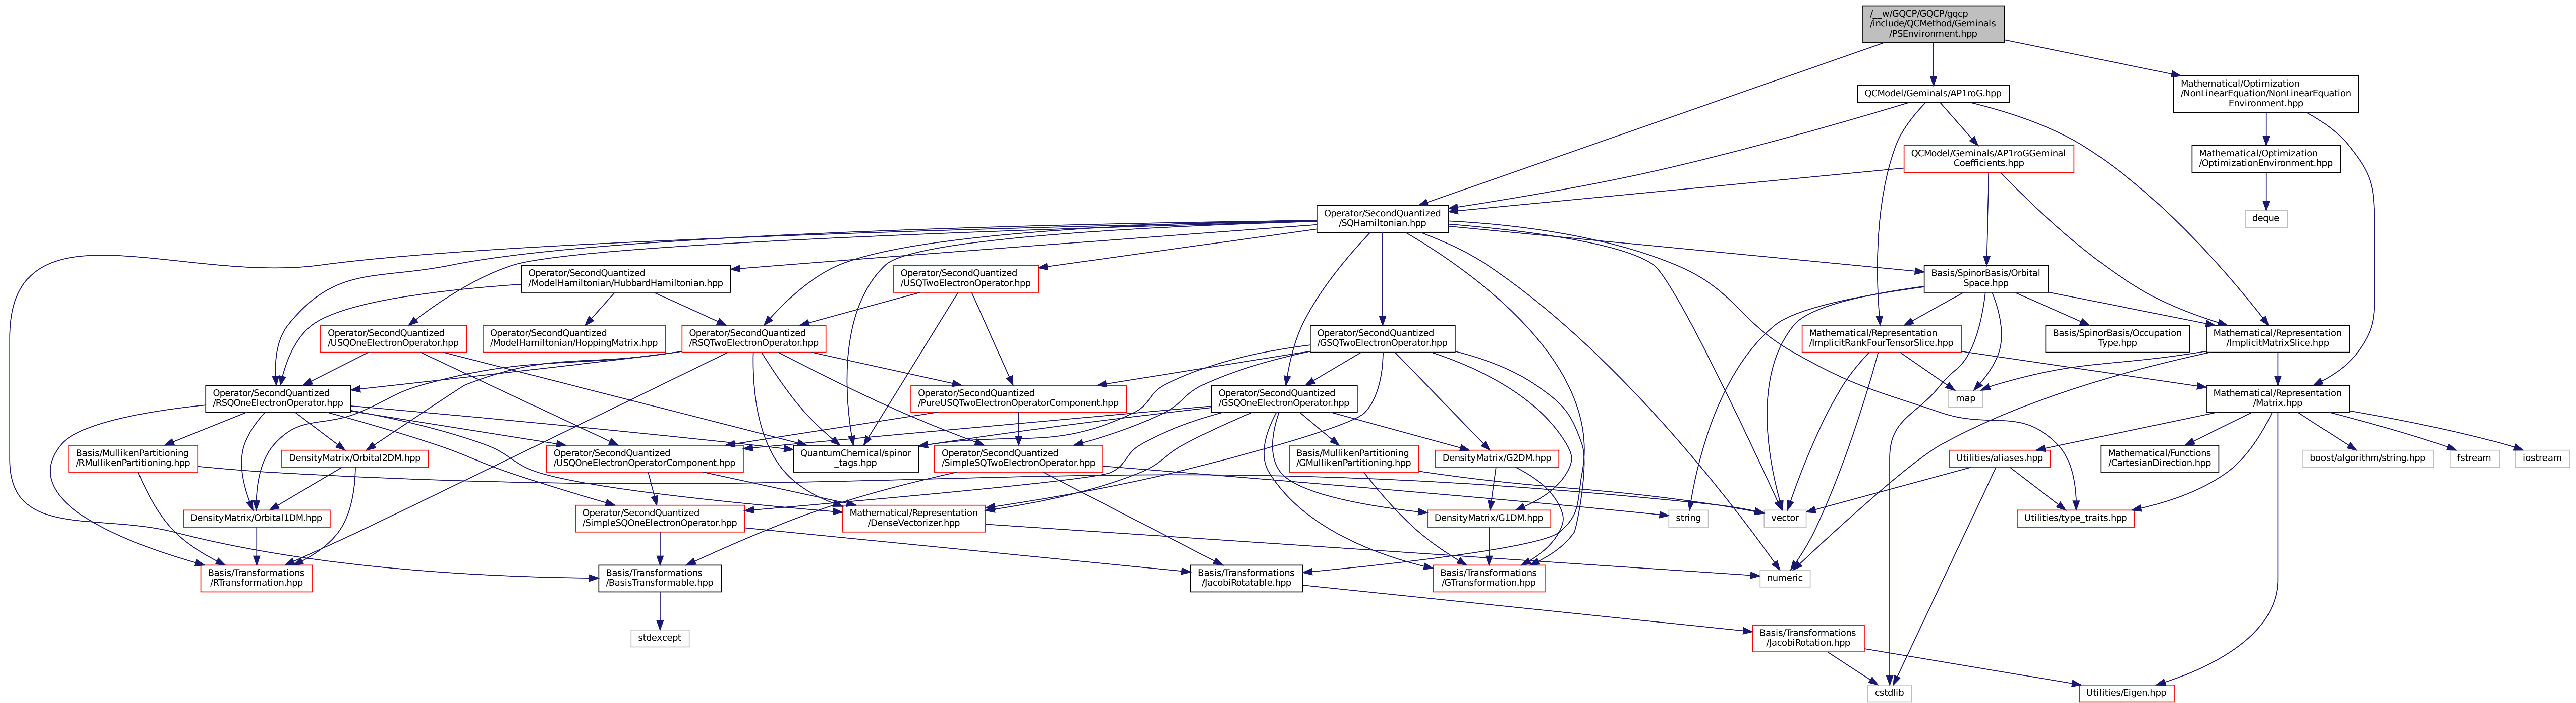 /__w/GQCP/GQCP/gqcp
/include/QCMethod/Geminals
/PSEnvironment.hpp
QCModel/Geminals/AP1roG.hpp
Mathematical/Optimization
/NonLinearEquation/NonLinearEquation
Environment.hpp
QCModel/Geminals/AP1roGGeminal
Coefficients.hpp
Mathematical/Optimization
/OptimizationEnvironment.hpp
Operator/SecondQuantized
/SQHamiltonian.hpp
deque
Operator/SecondQuantized
/ModelHamiltonian/HubbardHamiltonian.hpp
Operator/SecondQuantized
/USQTwoElectronOperator.hpp
Basis/SpinorBasis/Orbital
Space.hpp
Operator/SecondQuantized
/USQOneElectronOperator.hpp
Operator/SecondQuantized
/ModelHamiltonian/HoppingMatrix.hpp
Operator/SecondQuantized
/RSQTwoElectronOperator.hpp
Operator/SecondQuantized
/GSQTwoElectronOperator.hpp
Mathematical/Representation
/ImplicitRankFourTensorSlice.hpp
Basis/SpinorBasis/Occupation
Type.hpp
Mathematical/Representation
/ImplicitMatrixSlice.hpp
Operator/SecondQuantized
/RSQOneElectronOperator.hpp
Operator/SecondQuantized
/PureUSQTwoElectronOperatorComponent.hpp
Operator/SecondQuantized
/GSQOneElectronOperator.hpp
map
Mathematical/Representation
/Matrix.hpp
Basis/MullikenPartitioning
/RMullikenPartitioning.hpp
DensityMatrix/Orbital2DM.hpp
Operator/SecondQuantized
/USQOneElectronOperatorComponent.hpp
QuantumChemical/spinor
_tags.hpp
Operator/SecondQuantized
/SimpleSQTwoElectronOperator.hpp
Basis/MullikenPartitioning
/GMullikenPartitioning.hpp
DensityMatrix/G2DM.hpp
Utilities/aliases.hpp
Mathematical/Functions
/CartesianDirection.hpp
boost/algorithm/string.hpp
fstream
iostream
DensityMatrix/Orbital1DM.hpp
Operator/SecondQuantized
/SimpleSQOneElectronOperator.hpp
Mathematical/Representation
/DenseVectorizer.hpp
DensityMatrix/G1DM.hpp
string
vector
Utilities/type_traits.hpp
Basis/Transformations
/RTransformation.hpp
Basis/Transformations
/BasisTransformable.hpp
Basis/Transformations
/JacobiRotatable.hpp
Basis/Transformations
/GTransformation.hpp
numeric
stdexcept
Basis/Transformations
/JacobiRotation.hpp
cstdlib
Utilities/Eigen.hpp